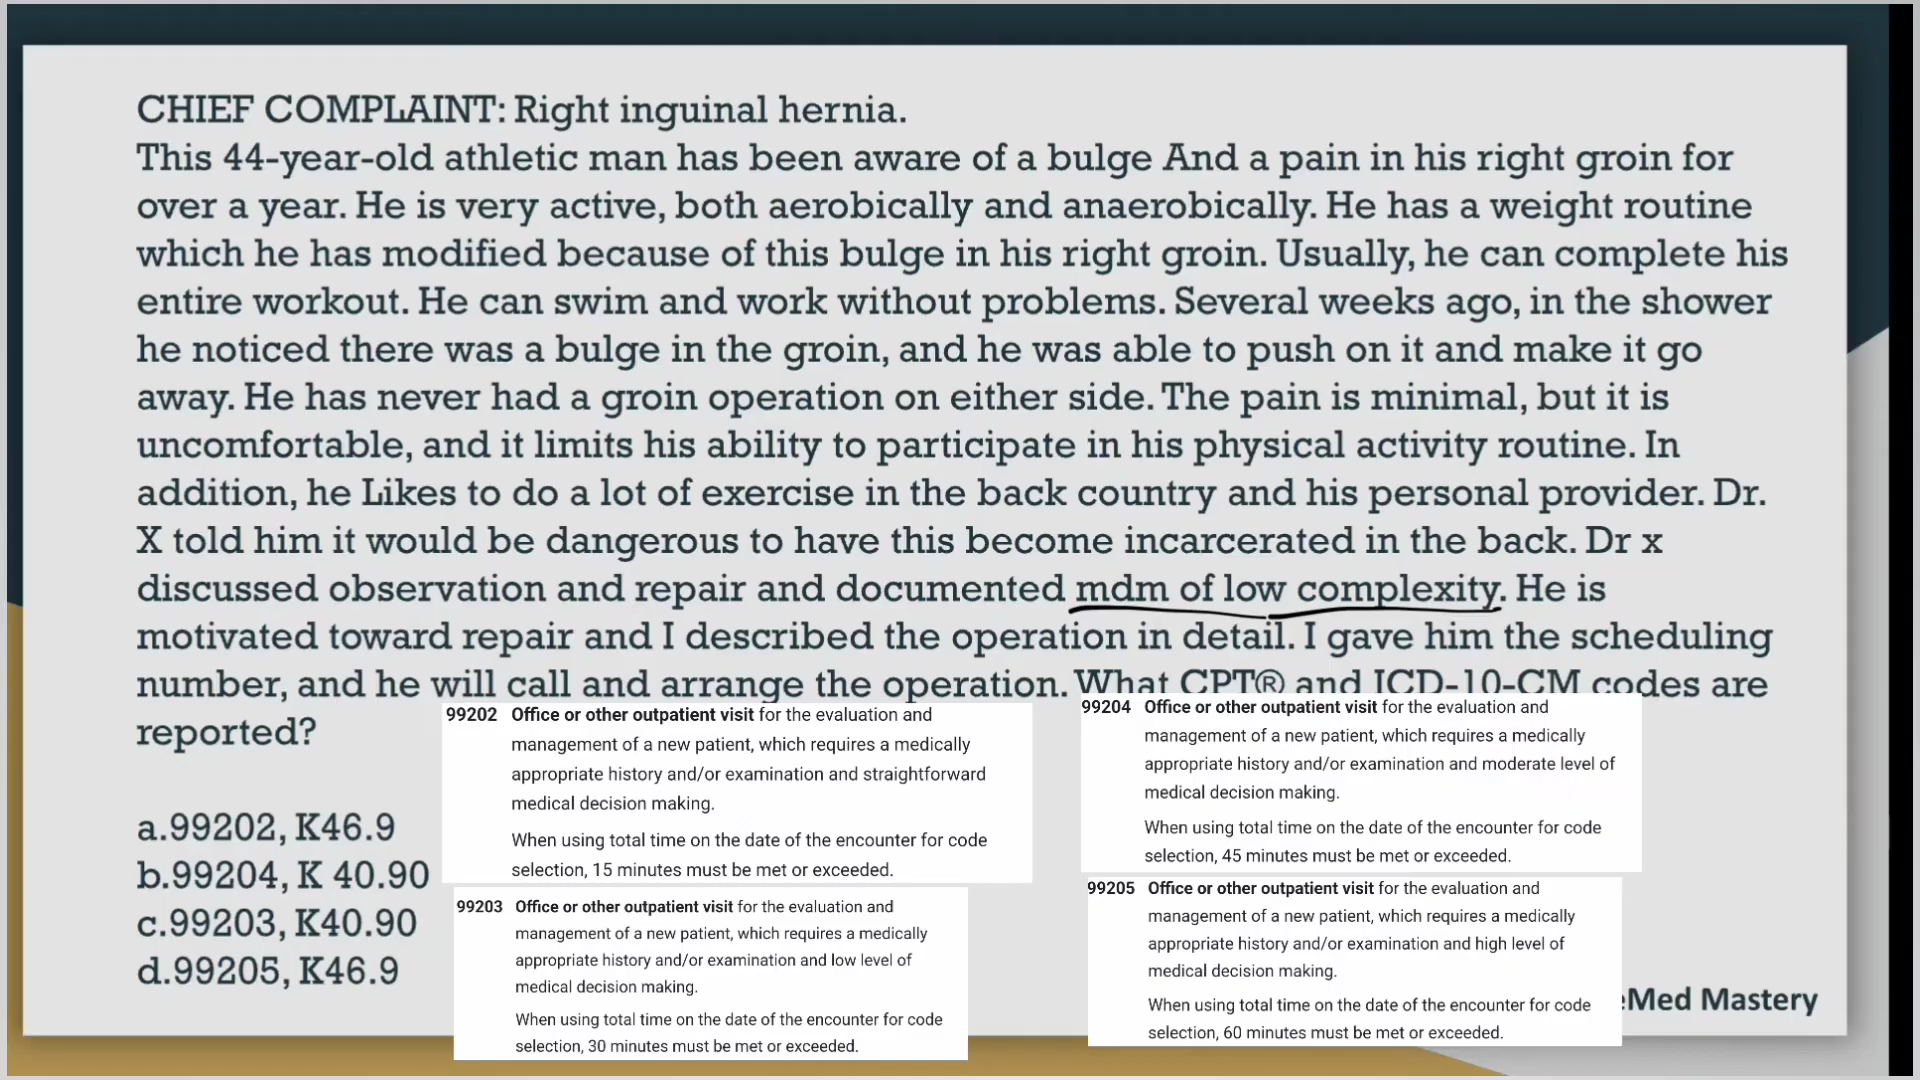 CHIEF COMPLAINT: Right inguinal hernia.
This 44-year-old athletic man has been aware of a bulge And a pain in his right groin for
over a year. He is very active, both aerobically and anaerobically. He has a weight routine
which he has modified because of this bulge in his right groin. Usually, he can complete his
entire workout. He can swim and work without problems. Several weeks ago, in the shower
he noticed there was a bulge in the groin, and he was able to push on it and make it go
away. He has never had a groin operation on either side. The pain is minimal, but it is
uncomfortable, and it limits his ability to participate in his physical activity routine. In
addition, he Likes to do a lot of exercise in the back country and his personal provider. Dr.
X told him it would be dangerous to have this become incarcerated in the back. Dr x
discussed observation and repair and documented mdm of low complexity. He is
motivated toward repair and I described the operation in detail. I gave him the scheduling
number, and he will call and arrange the operation. What CPT® and ICD-10-CM codes are
reported?
a.99202, K46.9
b.99204, K 40.90
c.99203, K40.90
d.99205, K46.9
99202 Office or other outpatient visit for the evaluation and
management of a new patient, which requires a medically
appropriate history and/or examination and straightforward
medical decision making.
When using total time on the date of the encounter for code
selection, 15 minutes must be met or exceeded.
99203 Office or other outpatient visit for the evaluation and
management of a new patient, which requires a medically
appropriate history and/or examination and low level of
medical decision making.
When using total time on the date of the encounter for code
selection, 30 minutes must be met or exceeded.
99204 Office or other outpatient visit for the evaluation and
management of a new patient, which requires a medically
appropriate history and/or examination and moderate level of
medical decision making.
When using total time on the date of the encounter for code
selection, 45 minutes must be met or exceeded.
99205 Office or other outpatient visit for the evaluation and
management of a new patient, which requires a medically
appropriate history and/or examination and high level of
medical decision making.
When using total time on the date of the encounter for code
selection, 60 minutes must be met or exceeded.
eMed Mastery